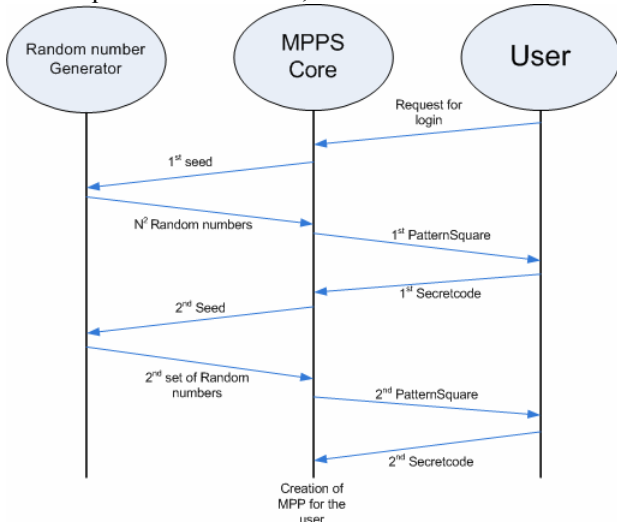 Random number
Generator
MPPS
Core
User
Request for
login
1st seed
N2 Random numbers
1st PatternSquare
1st Secretcode
2nd Seed
2nd set of Random
numbers
2nd PatternSquare
2nd Secretcode
Creation of
MPP for the
user